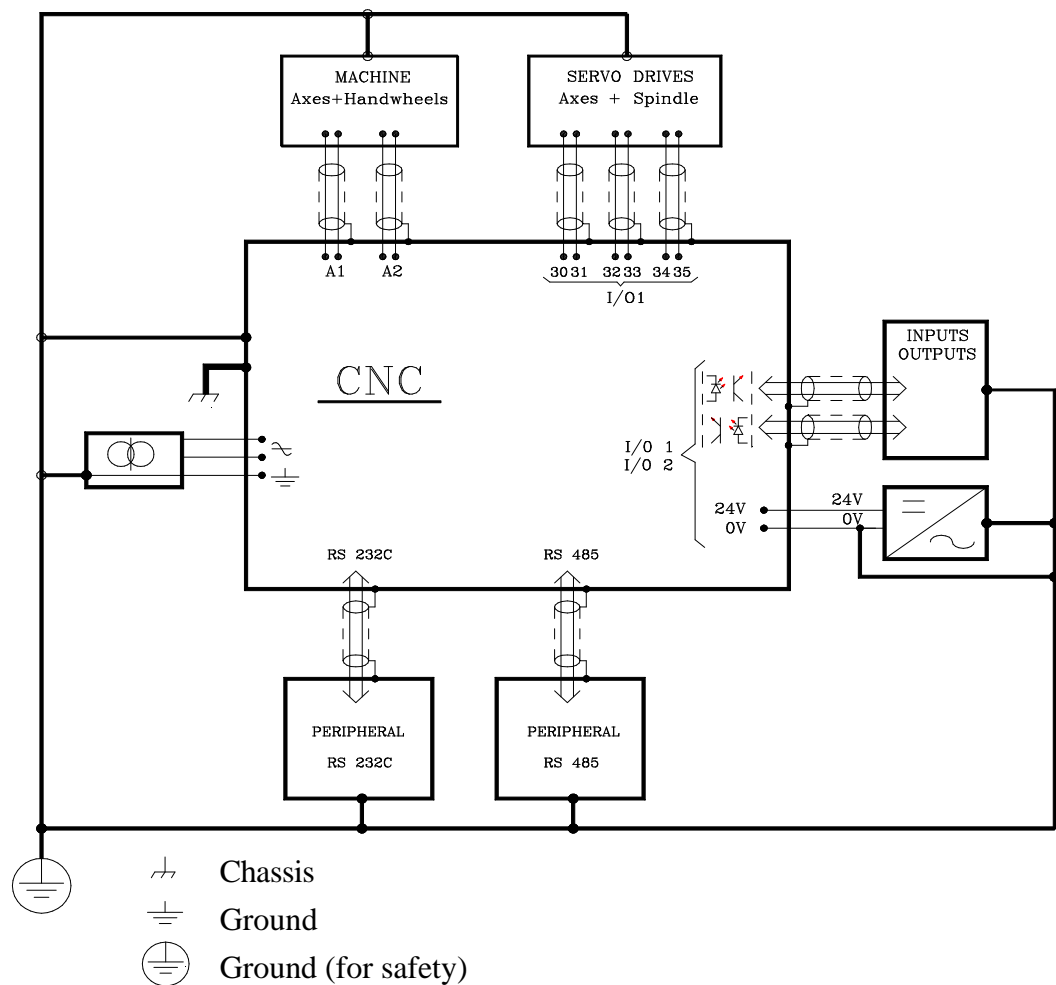 MACHINE
Axes+Handwheels
SERVO DRIVES
Axes + Spindle
A1 A2
30 31 32 33 34 35
I/O1
INPUTS
OUTPUTS
CNC
I/O 1
I/O 2
24V 24V
0V 0V
RS 232C RS 485
PERIPHERAL
RS 232C
PERIPHERAL
RS 485
Chassis
Ground
Ground (for safety)